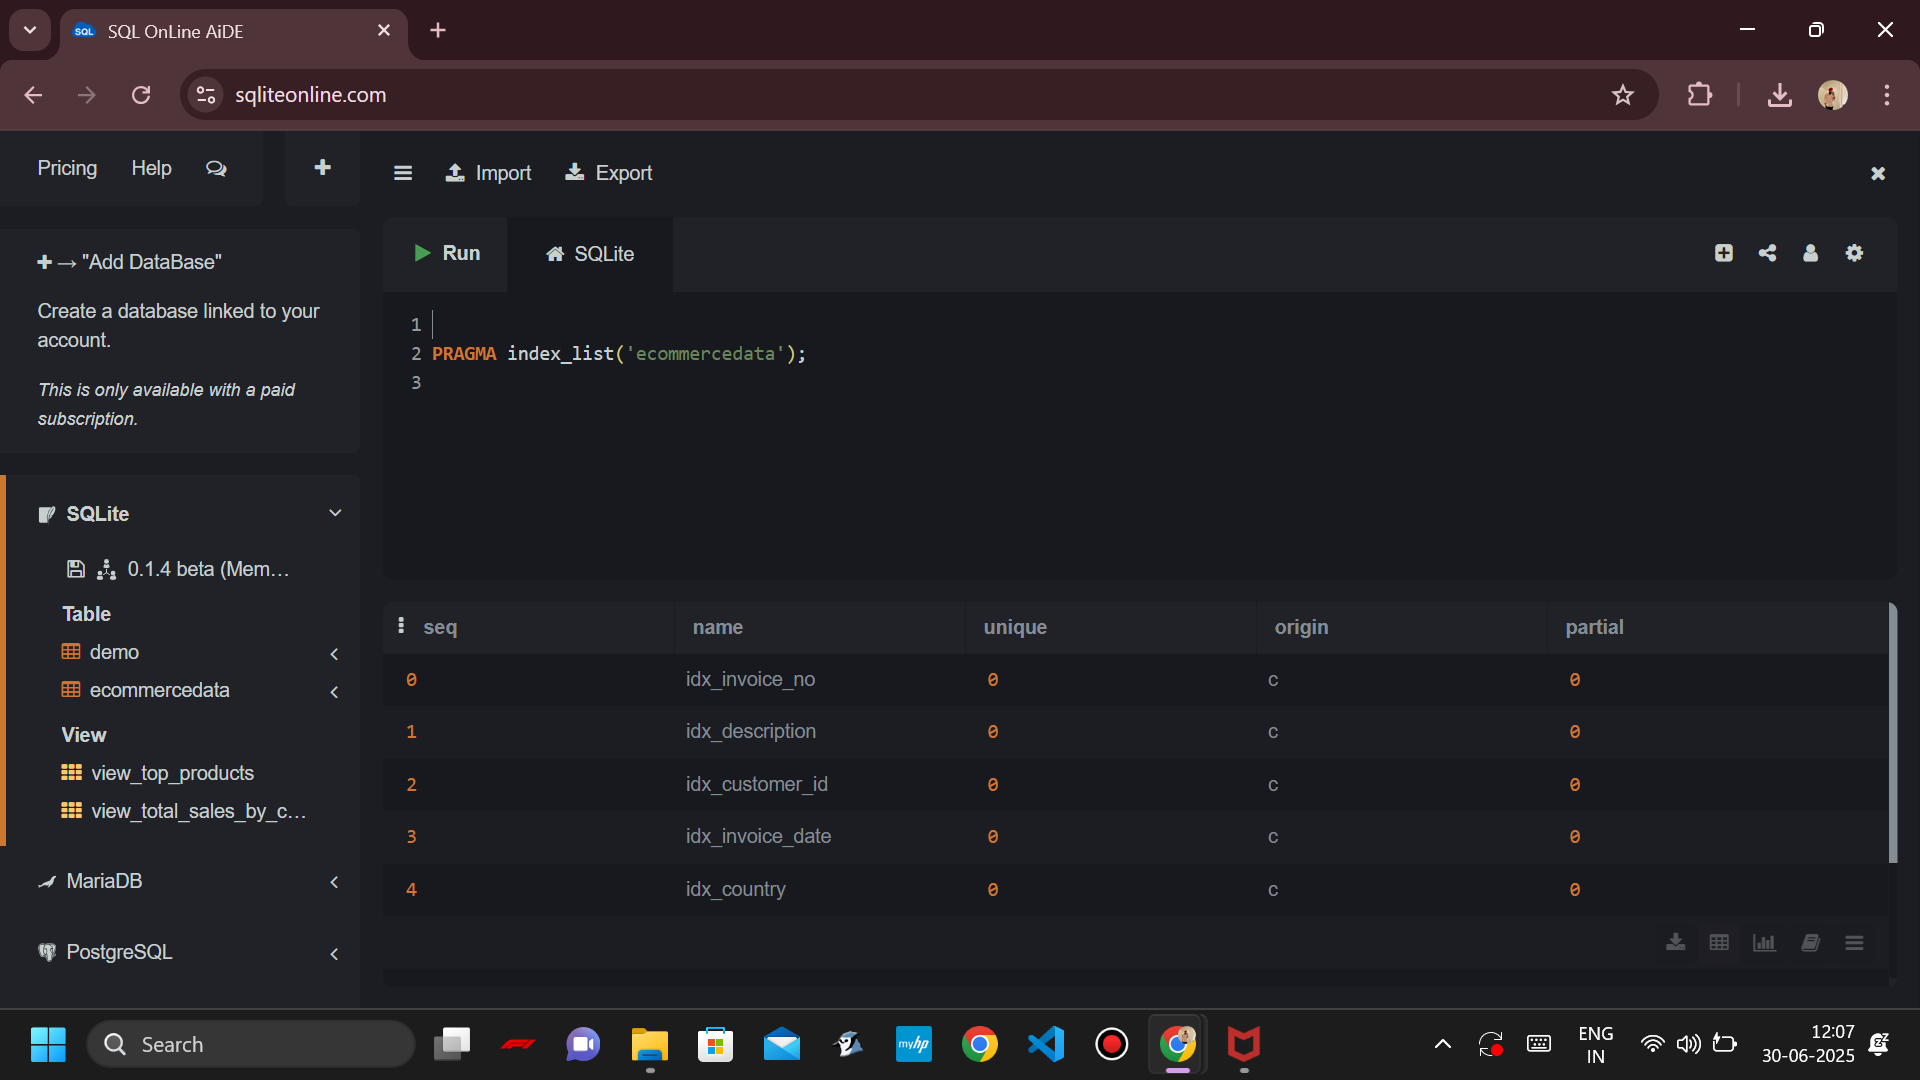 SQL OnLine AiDE
sqliteonline.com
Pricing Help
Import Export
Run SQLite
"Add DataBase"
Create a database linked to your
account.
This is only available with a paid
subscription.
1
2 PRAGMA index_list('ecommercedata');
3
SQLite
0.1.4 beta (Mem...
Table
demo
ecommercedata
View
view_top_products
view_total_sales_by_c...
MariaDB
PostgreSQL
seq name unique origin partial
0 idx_invoice_no 0 c 0
1 idx_description 0 c 0
2 idx_customer_id 0 c 0
3 idx_invoice_date 0 c 0
4 idx_country 0 c 0
Search
myhp
ENG
IN
12:07
30-06-2025